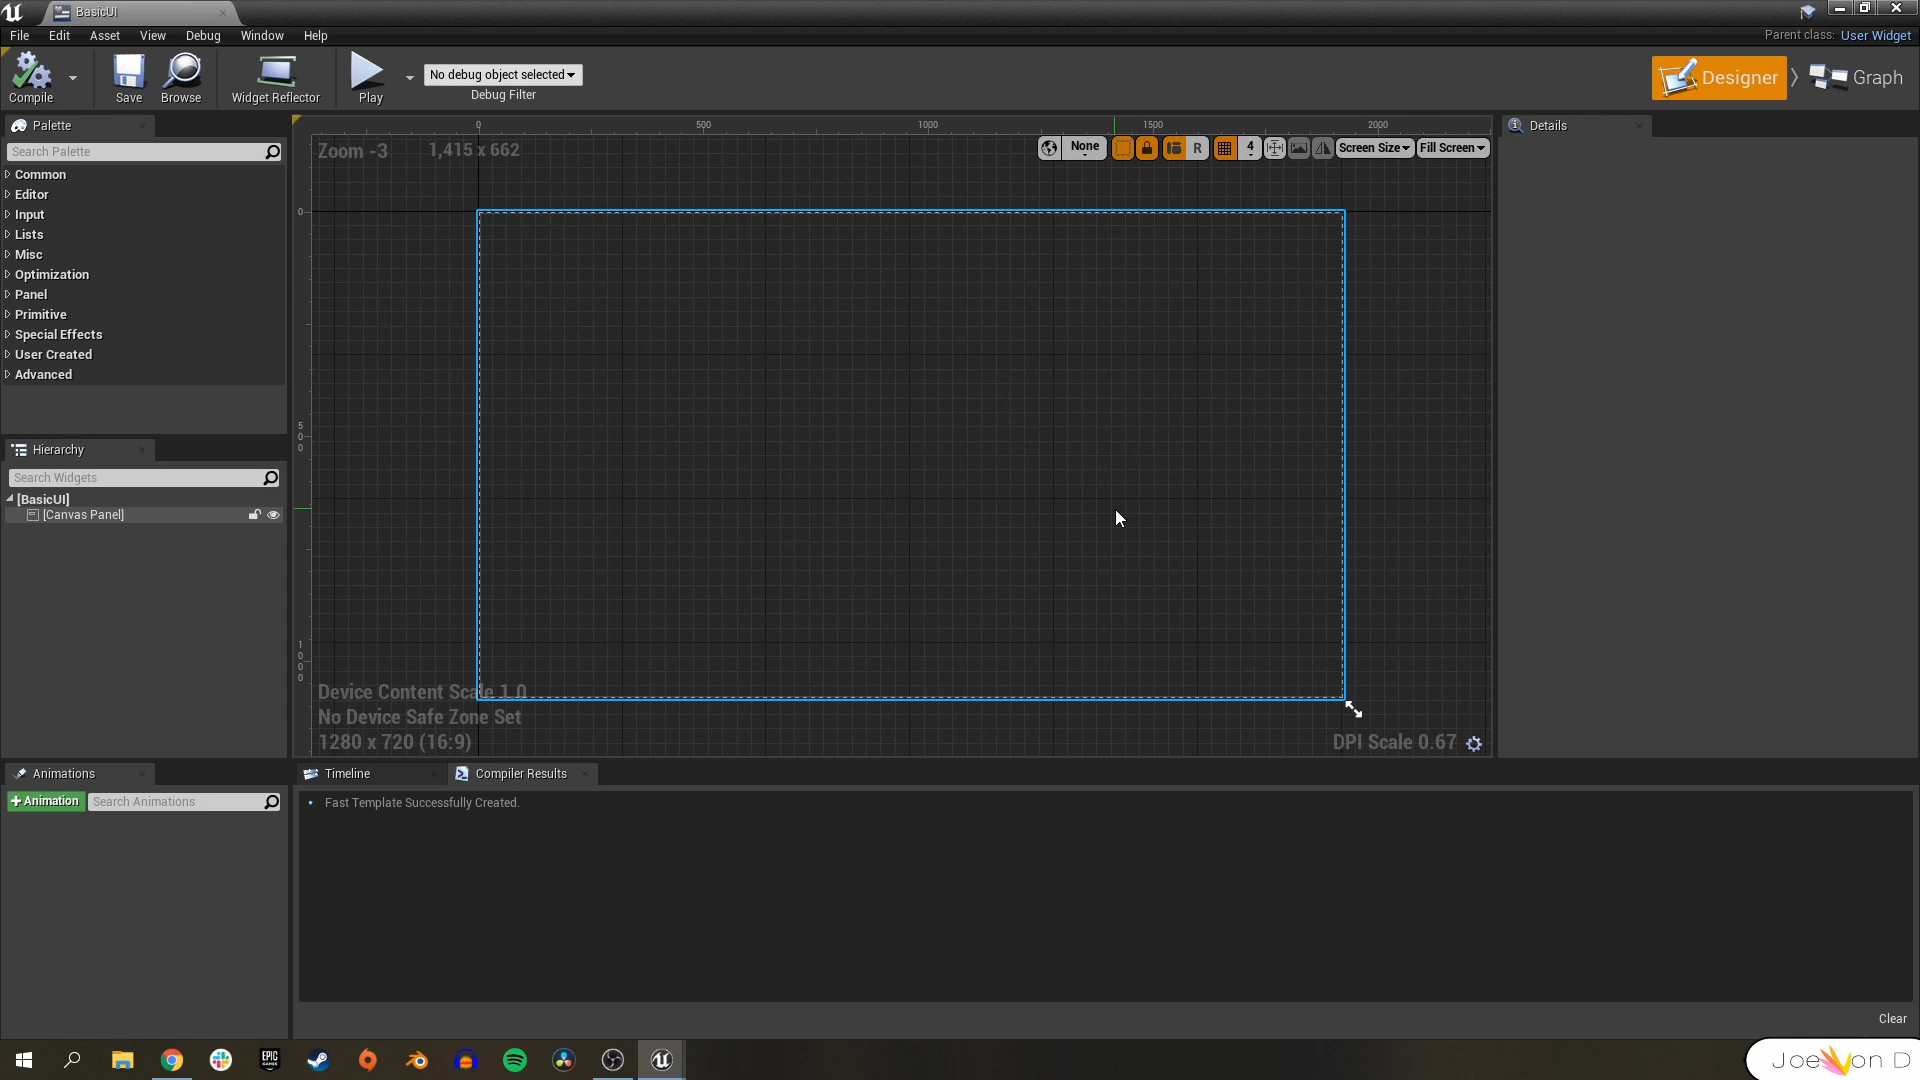 BasicUI
File Edit Asset View Debug Window Help
Parent class: User Widget
Compile
Save
Browse
Widget Reflector
Play
No debug object selected
Debug Filter
Designer
Graph
Palette
Search Palette
Common
Editor
Input
Lists
Misc
Optimization
Panel
Primitive
Special Effects
User Created
Advanced
Hierarchy
Search Widgets
[BasicUI]
[Canvas Panel]
Animations
+Animation
Search Animations
0 500 1000 1500 2000
Zoom -3 1,415 x 662
None
R
4
Screen Size
Fill Screen
0
500
1000
Device Content Scale 1.0
No Device Safe Zone Set
1280 x 720 (16:9)
DPI Scale 0.67
Details
Timeline
Compiler Results
Fast Template Successfully Created.
Clear
EPIC
GAMES
Joe Von D